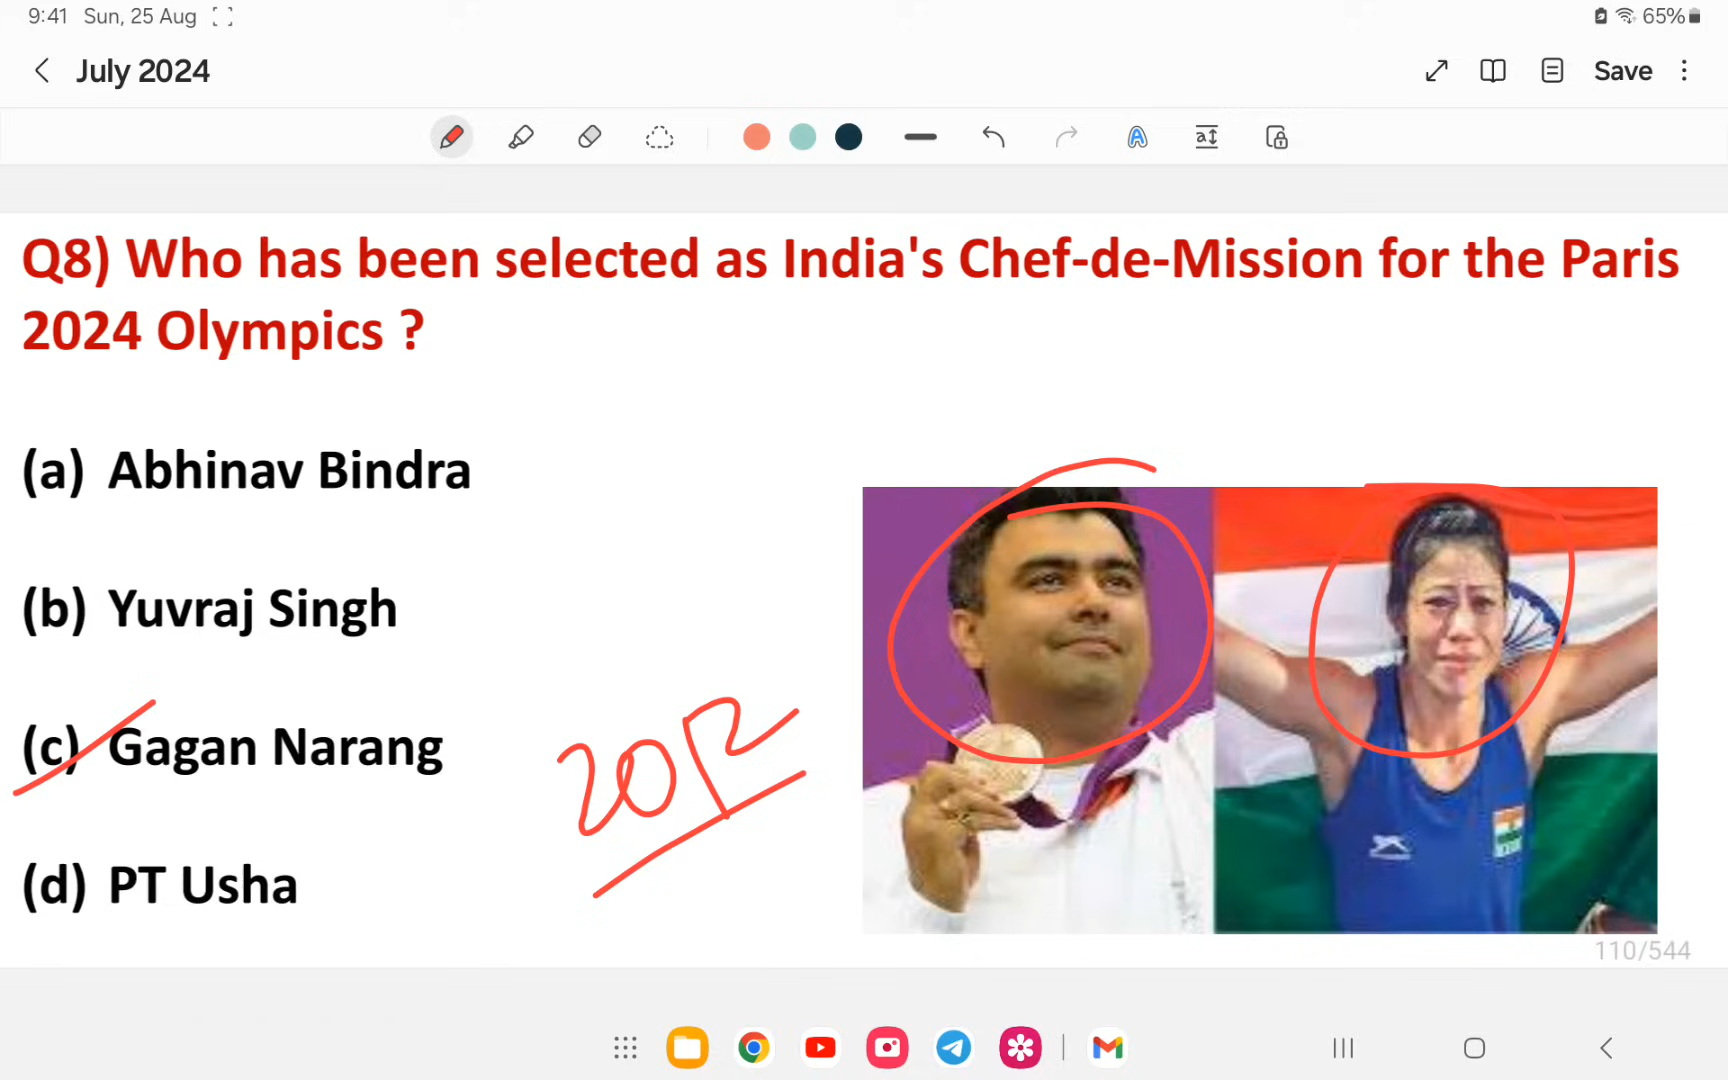 9:41 Sun, 25 Aug
65%
July 2024
Save
A
a
Q8) Who has been selected as India's Chef-de-Mission for the Paris
2024 Olympics ?
(a) Abhinav Bindra
(b) Yuvraj Singh
(c) Gagan Narang
2012
(d) PT Usha
110/544